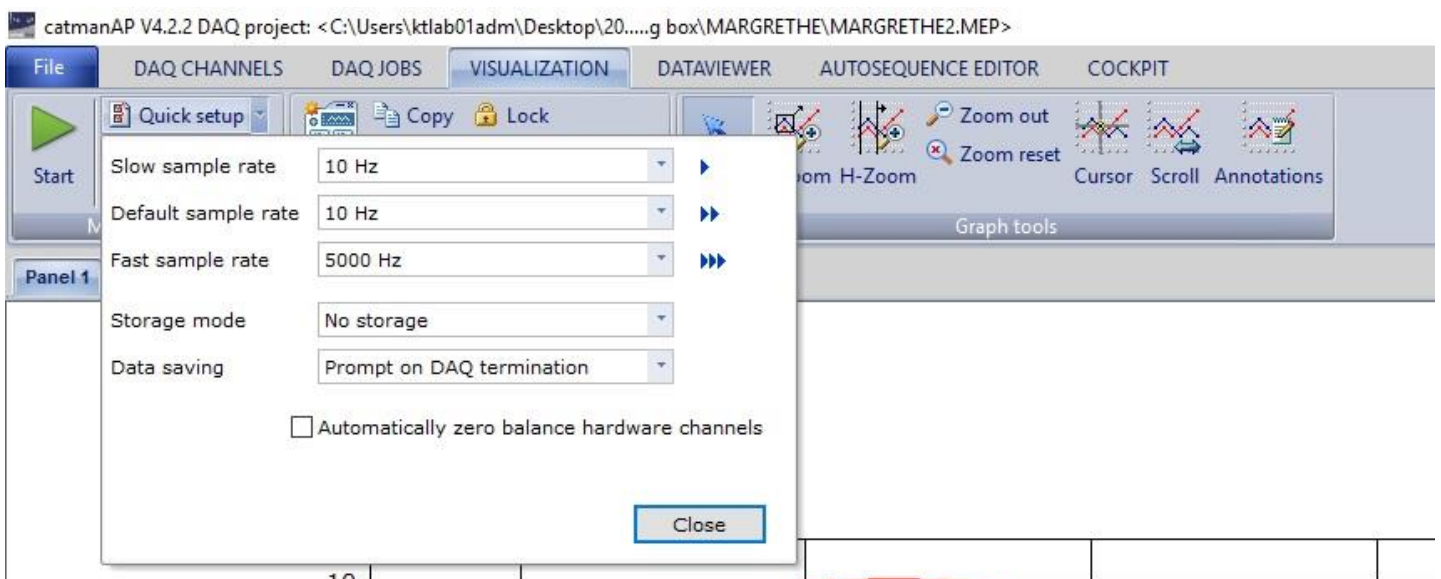 catmanAP V4.2.2 DAQ project: <C:\Users\ktlab01adm\Desktop\20.....g box\MARGRETHE\MARGRETHE2.MEP>
File DAQ CHANNELS DAQ JOBS VISUALIZATION DATAVIEWER AUTOSEQUENCE EDITOR COCKPIT
Quick setup Copy Lock Zoom out
Zoom reset
Start oom H-Zoom Cursor Scroll Annotations
M Graph tools
Panel 1
Slow sample rate 10 Hz
Default sample rate 10 Hz
Fast sample rate 5000 Hz
Storage mode No storage
Data saving Prompt on DAQ termination
Automatically zero balance hardware channels
Close
10